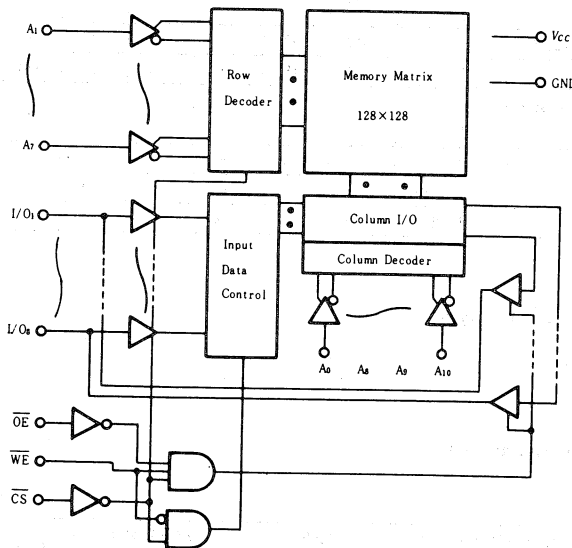 A1
A7
Row
Decoder
Memory Matrix
128×128
Vcc
GND
I/O1
I/O8
Input
Data
Control
Column I/O
Column Decoder
A0 A8 A9 A10
OE
WE
CS